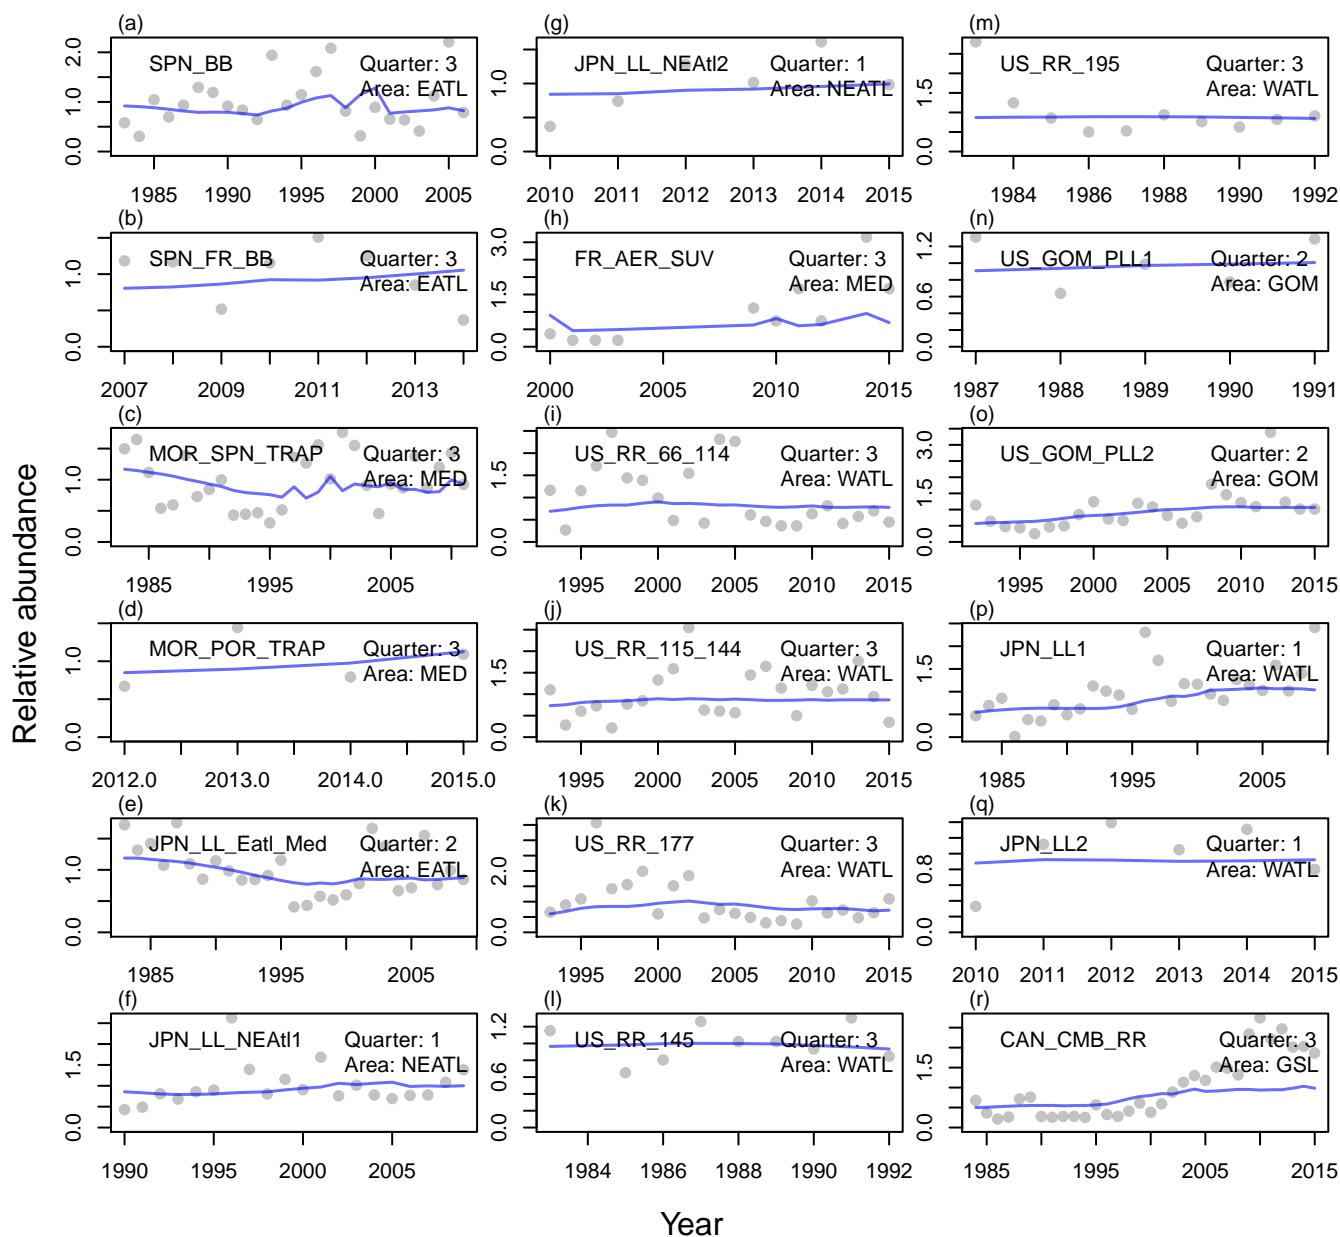 (a)
SPN_BB
Quarter: 3
Area: EATL
0.0 1.0 2.0
1985 1990 1995 2000 2005
(g)
JPN_LL_NEAtl2
Quarter: 1
Area: NEATL
0.0 1.0
2010 2011 2012 2013 2014 2015
(m)
US_RR_195
Quarter: 3
Area: WATL
0.0 1.5
1984 1986 1988 1990 1992
(b)
SPN_FR_BB
Quarter: 3
Area: EATL
0.0 1.0
2007 2009 2011 2013
(h)
FR_AER_SUV
Quarter: 3
Area: MED
0.0 1.5 3.0
2000 2005 2010 2015
(n)
US_GOM_PLL1
Quarter: 2
Area: GOM
0.0 0.6 1.2
1987 1988 1989 1990 1991
(c)
MOR_SPN_TRAP
Quarter: 3
Area: MED
0.0 1.0
1985 1995 2005
(i)
US_RR_66_114
Quarter: 3
Area: WATL
0.0 1.5
1995 2000 2005 2010 2015
(o)
US_GOM_PLL2
Quarter: 2
Area: GOM
0.0 1.5 3.0
1995 2000 2005 2010 2015
Relative abundance
(d)
MOR_POR_TRAP
Quarter: 3
Area: MED
0.0 1.0
2012.0 2013.0 2014.0 2015.0
(j)
US_RR_115_144
Quarter: 3
Area: WATL
0.0 1.5
1995 2000 2005 2010 2015
(p)
JPN_LL1
Quarter: 1
Area: WATL
0.0 1.5
1985 1995 2005
(e)
JPN_LL_Eatl_Med
Quarter: 2
Area: EATL
0.0 1.0
1985 1995 2005
(k)
US_RR_177
Quarter: 3
Area: WATL
0.0 2.0
1995 2000 2005 2010 2015
(q)
JPN_LL2
Quarter: 1
Area: WATL
0.0 0.8
2010 2011 2012 2013 2014 2015
(f)
JPN_LL_NEAtl1
Quarter: 1
Area: NEATL
0.0 1.5
1990 1995 2000 2005
(l)
US_RR_145
Quarter: 3
Area: WATL
0.0 0.6 1.2
1984 1986 1988 1990 1992
(r)
CAN_CMB_RR
Quarter: 3
Area: GSL
0.0 1.5
1985 1995 2005 2015
Year